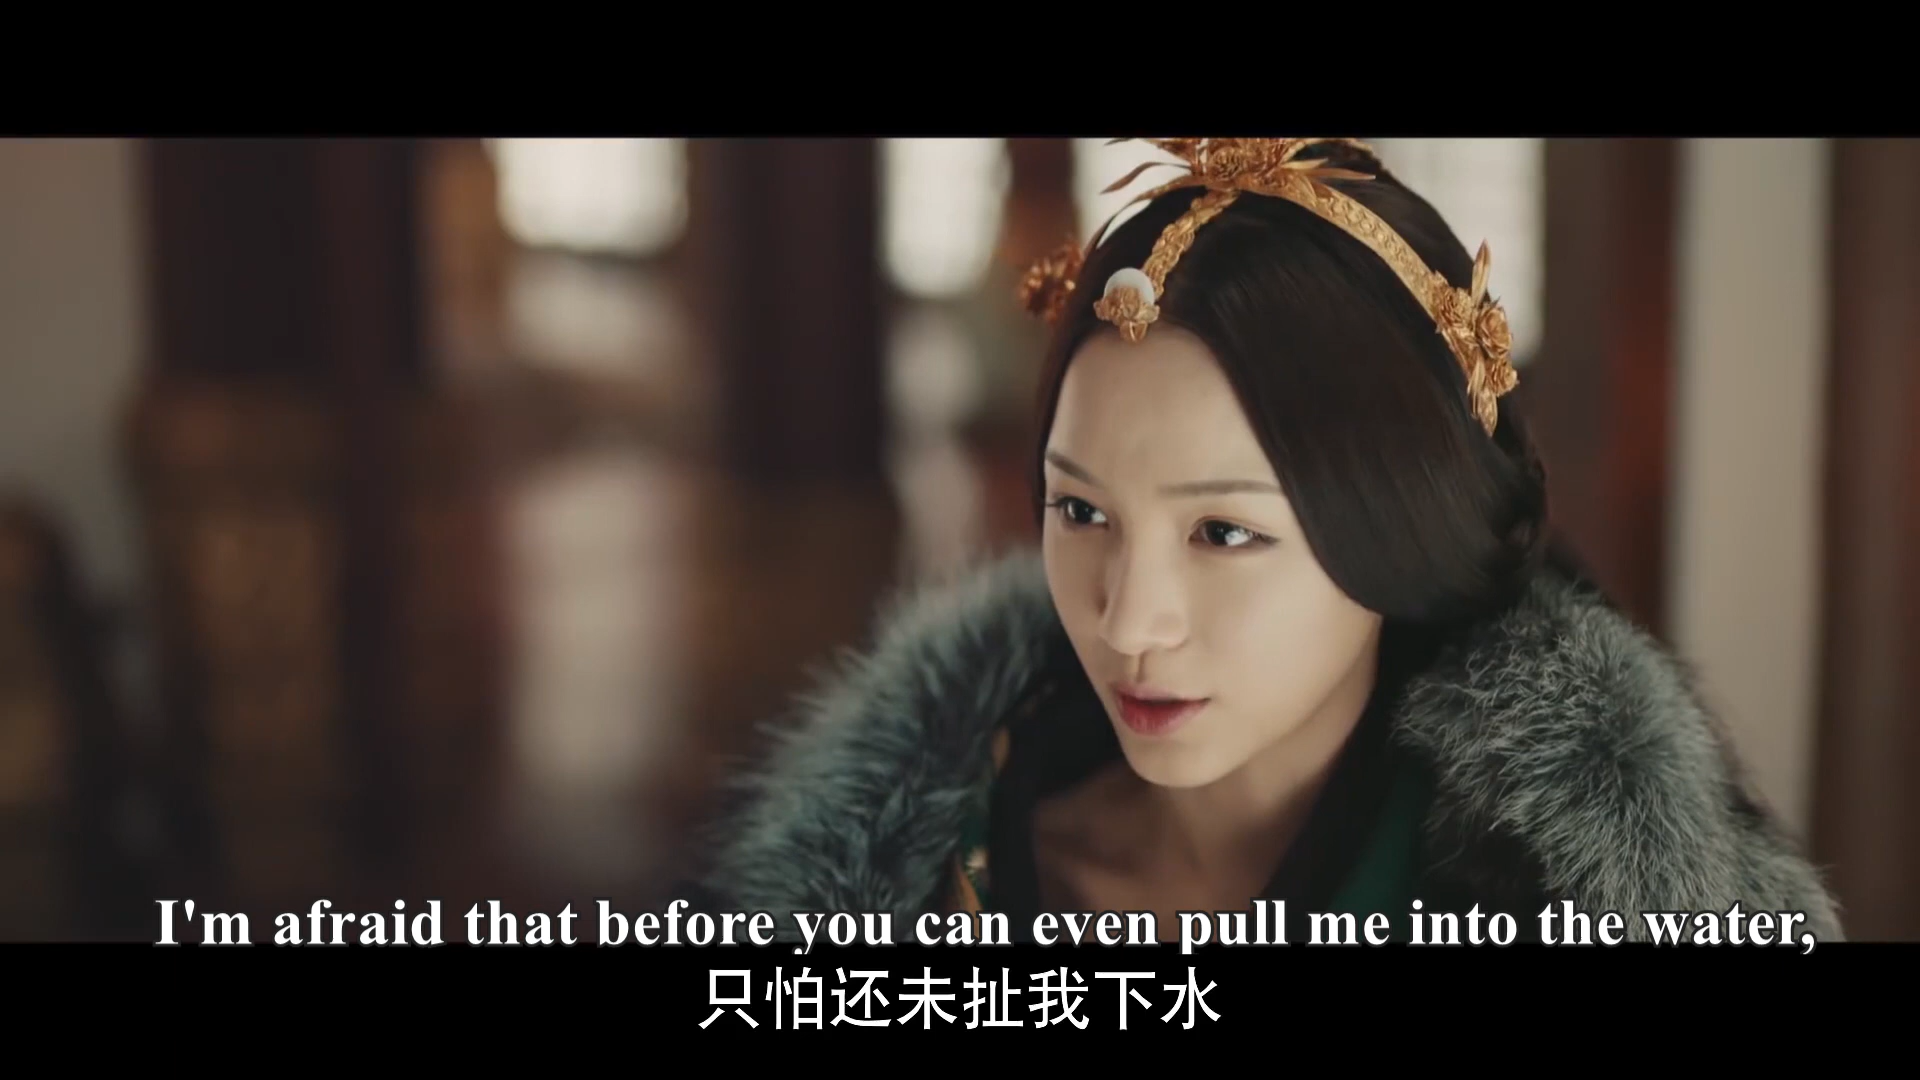 I'm afraid that before you can even pull me into the water,
只怕还未扯我下水